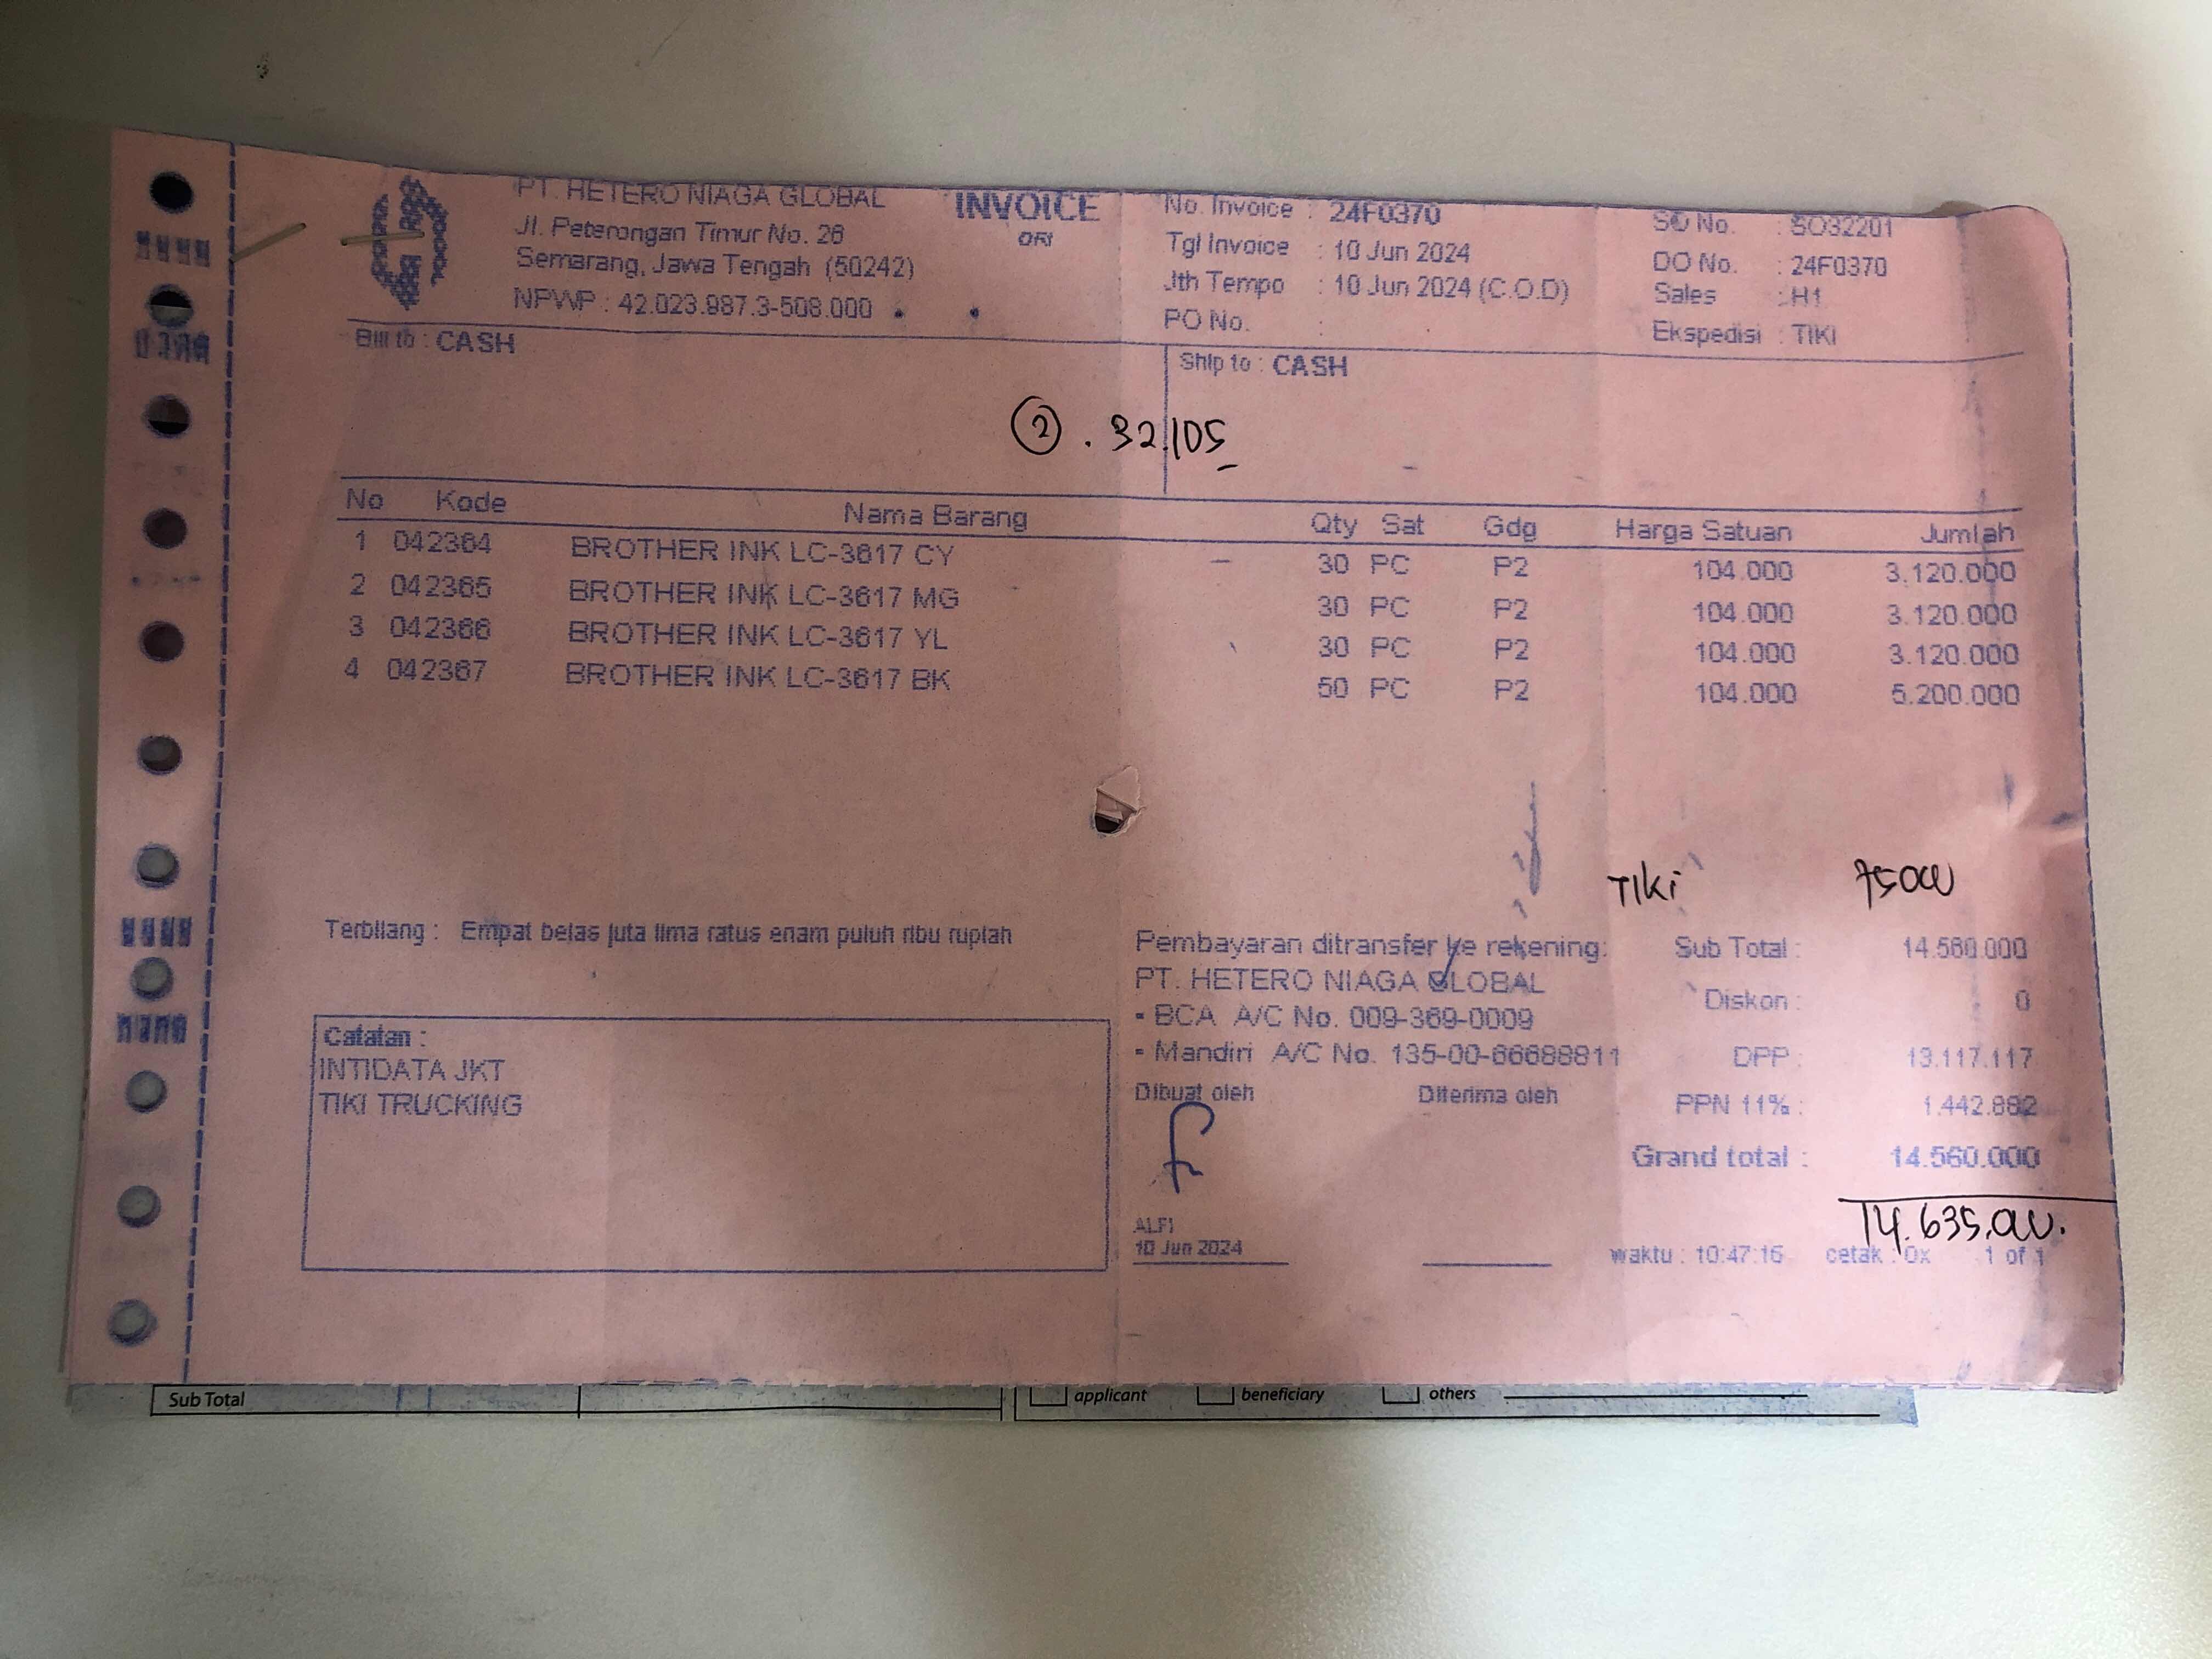 PT. HETERO NIAGA GLOBAL
Jl. Peterongan Timur No. 26
Semarang, Jawa Tengah (50242)
NPWP : 42.023.987.3-508.000
INVOICE
ORI
No. Invoice : 24F0370
Tgl Invoice : 10 Jun 2024
Jth Tempo : 10 Jun 2024 (C.O.D)
PO No. :
SO No. : SO32201
DO No. : 24F0370
Sales : H1
Ekspedisi : TIKI
Bill to : CASH
Ship to : CASH
2 . 32.105
No Kode Nama Barang Qty Sat Gdg Harga Satuan Jumlah
1 042364 BROTHER INK LC-3617 CY 30 PC P2 104.000 3.120.000
2 042365 BROTHER INK LC-3617 MG 30 PC P2 104.000 3.120.000
3 042366 BROTHER INK LC-3617 YL 30 PC P2 104.000 3.120.000
4 042367 BROTHER INK LC-3617 BK 50 PC P2 104.000 5.200.000
TIKi 75000
Terbilang : Empat belas juta lima ratus enam puluh ribu rupiah
Catatan :
INTIDATA JKT
TIKI TRUCKING
Pembayaran ditransfer ke rekening:
PT. HETERO NIAGA GLOBAL
- BCA A/C No. 009-369-0009
- Mandiri A/C No. 135-00-66688811
Dibuat oleh Diterima oleh
ALFI
10 Jun 2024
Sub Total : 14.560.000
Diskon : 0
DPP : 13.117.117
PPN 11% : 1.442.882
Grand total : 14.560.000
14.635.000.
waktu : 10:47:16 cetak : 0x 1 of 1
Sub Total
applicant beneficiary others